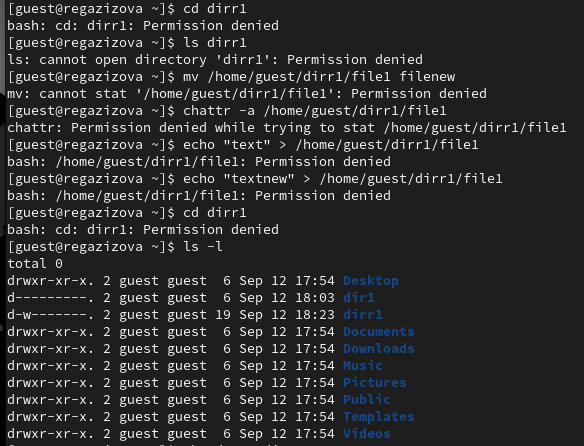 [guest@regazizova ~]$ cd dirr1
bash: cd: dirr1: Permission denied
[guest@regazizova ~]$ ls dirr1
ls: cannot open directory 'dirr1': Permission denied
[guest@regazizova ~]$ mv /home/guest/dirr1/file1 filenew
mv: cannot stat '/home/guest/dirr1/file1': Permission denied
[guest@regazizova ~]$ chattr -a /home/guest/dirr1/file1
chattr: Permission denied while trying to stat /home/guest/dirr1/file1
[guest@regazizova ~]$ echo "text" > /home/guest/dirr1/file1
bash: /home/guest/dirr1/file1: Permission denied
[guest@regazizova ~]$ echo "textnew" > /home/guest/dirr1/file1
bash: /home/guest/dirr1/file1: Permission denied
[guest@regazizova ~]$ cd dirr1
bash: cd: dirr1: Permission denied
[guest@regazizova ~]$ ls -l
total 0
drwxr-xr-x. 2 guest guest  6 Sep 12 17:54 Desktop
d---------. 2 guest guest  6 Sep 12 18:03 dir1
d-w-------. 2 guest guest 19 Sep 12 18:23 dirr1
drwxr-xr-x. 2 guest guest  6 Sep 12 17:54 Documents
drwxr-xr-x. 2 guest guest  6 Sep 12 17:54 Downloads
drwxr-xr-x. 2 guest guest  6 Sep 12 17:54 Music
drwxr-xr-x. 2 guest guest  6 Sep 12 17:54 Pictures
drwxr-xr-x. 2 guest guest  6 Sep 12 17:54 Public
drwxr-xr-x. 2 guest guest  6 Sep 12 17:54 Templates
drwxr-xr-x. 2 guest guest  6 Sep 12 17:54 Videos